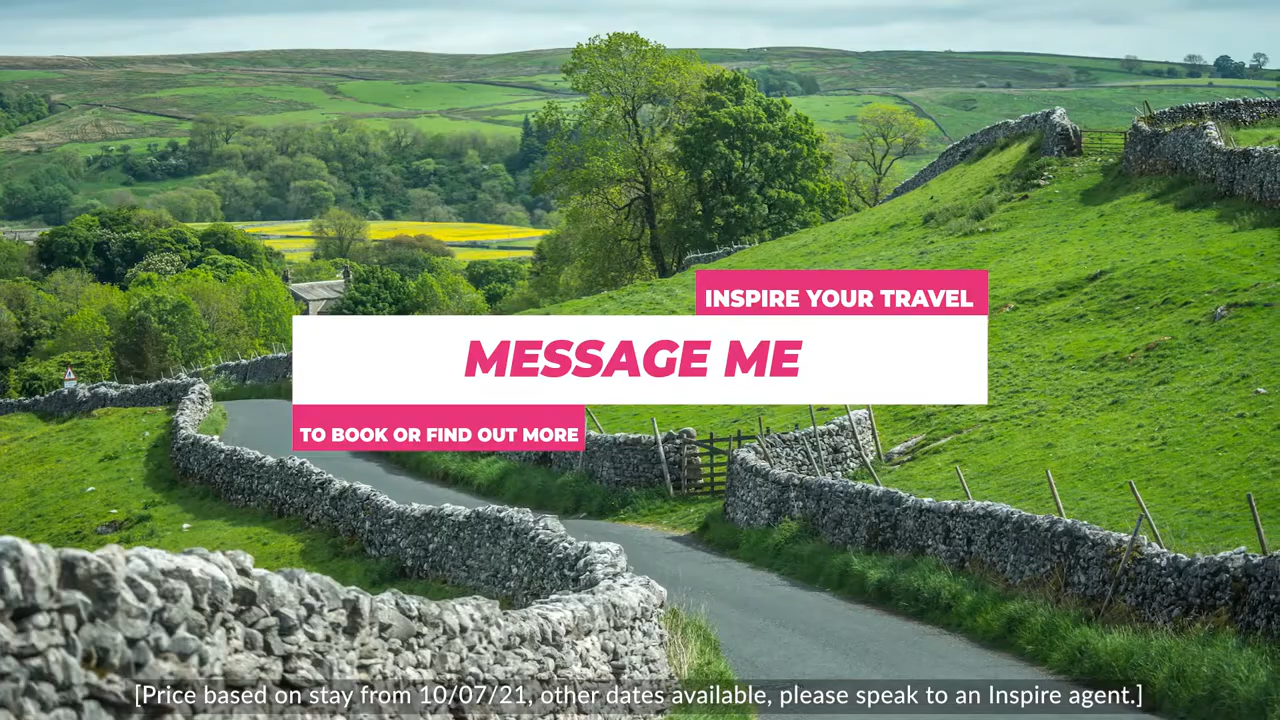 INSPIRE YOUR TRAVEL
MESSAGE ME
TO BOOK OR FIND OUT MORE
[Price based on stay from 10/07/21, other dates available, please speak to an Inspire agent.]